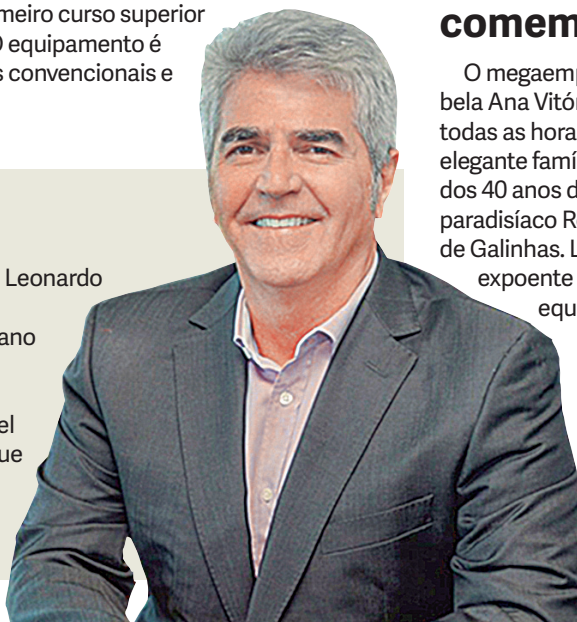 meiro curso superior
equipamento é
s convencionais e
Leonardo
ano
el
ue
comem
O megaemp
bela Ana Vitór
todas as hora
elegante famí
dos 40 anos d
paradisíaco Re
de Galinhas. L
expoente
equ